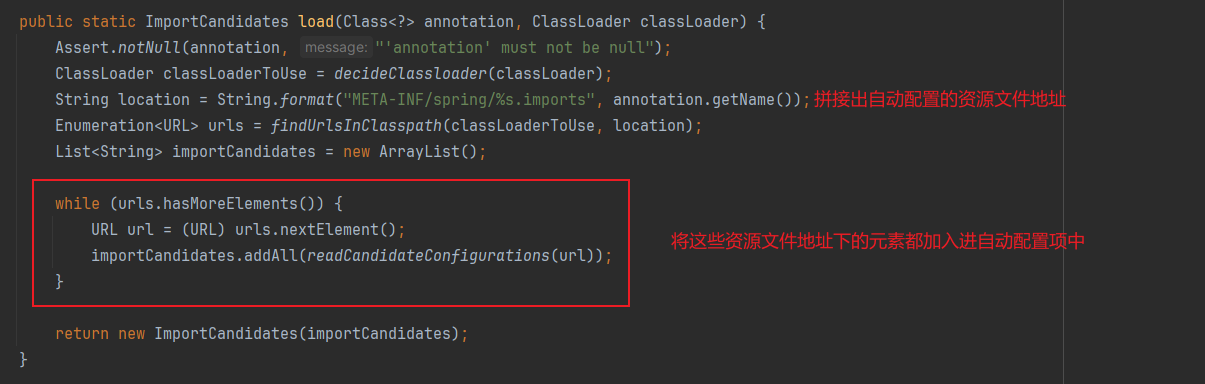 public static ImportCandidates load(Class<?> annotation, ClassLoader classLoader) {
Assert.notNull(annotation, message: "'annotation' must not be null");
ClassLoader classLoaderToUse = decideClassloader(classLoader);
String location = String.format("META-INF/spring/%s.imports", annotation.getName()); 拼接出自动配置的资源文件地址
Enumeration<URL> urls = findUrlsInClasspath(classLoaderToUse, location);
List<String> importCandidates = new ArrayList();
while (urls.hasMoreElements()) {
URL url = (URL) urls.nextElement();
将这些资源文件地址下的元素都加入进自动配置项中
importCandidates.addAll(readCandidateConfigurations(url));
}
return new ImportCandidates(importCandidates);
}